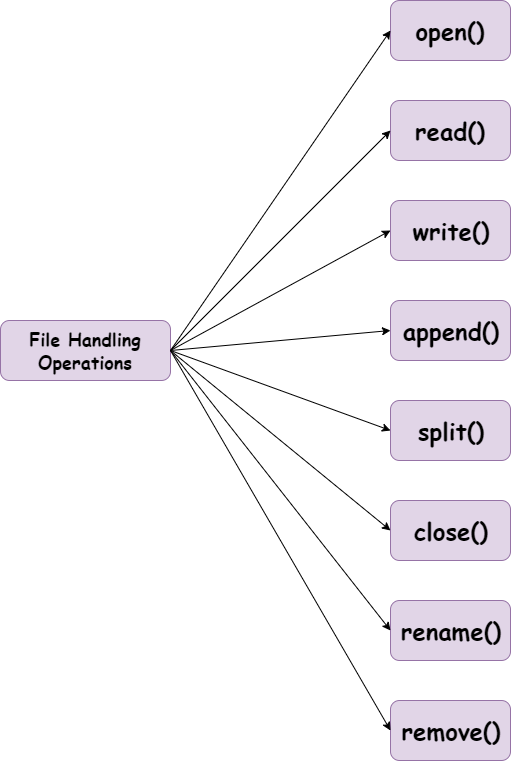 open()
read()
write()
append()
File Handling
Operations
split()
close()
rename()
remove()